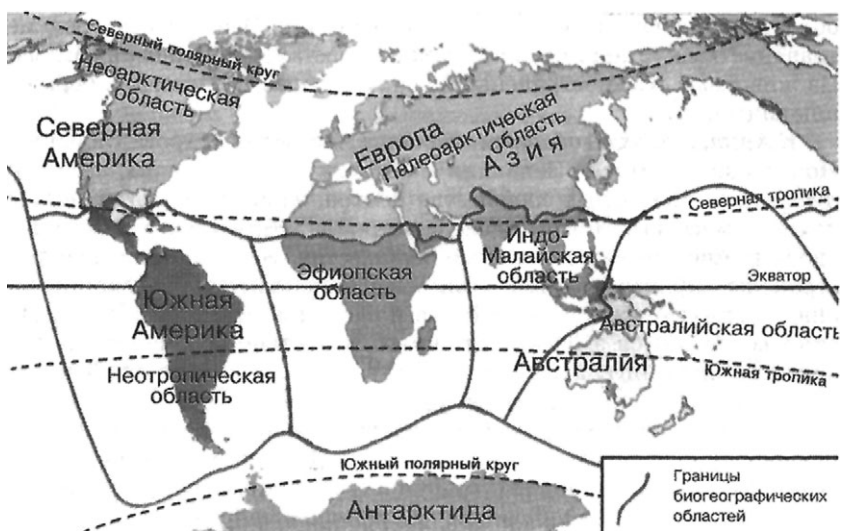 Северный полярный круг
Неоарктическая
область
Северная
Америка
Европа
Палеоарктическая
область
Азия
Северная тропика
Индо-
Малайская
область
Эфиопская
область
Экватор
Южная
Америка
Австралийская область
Австралия
Неотропическая
область
Южная тропика
Южный полярный круг
Антарктида
Границы
биогеографических
областей